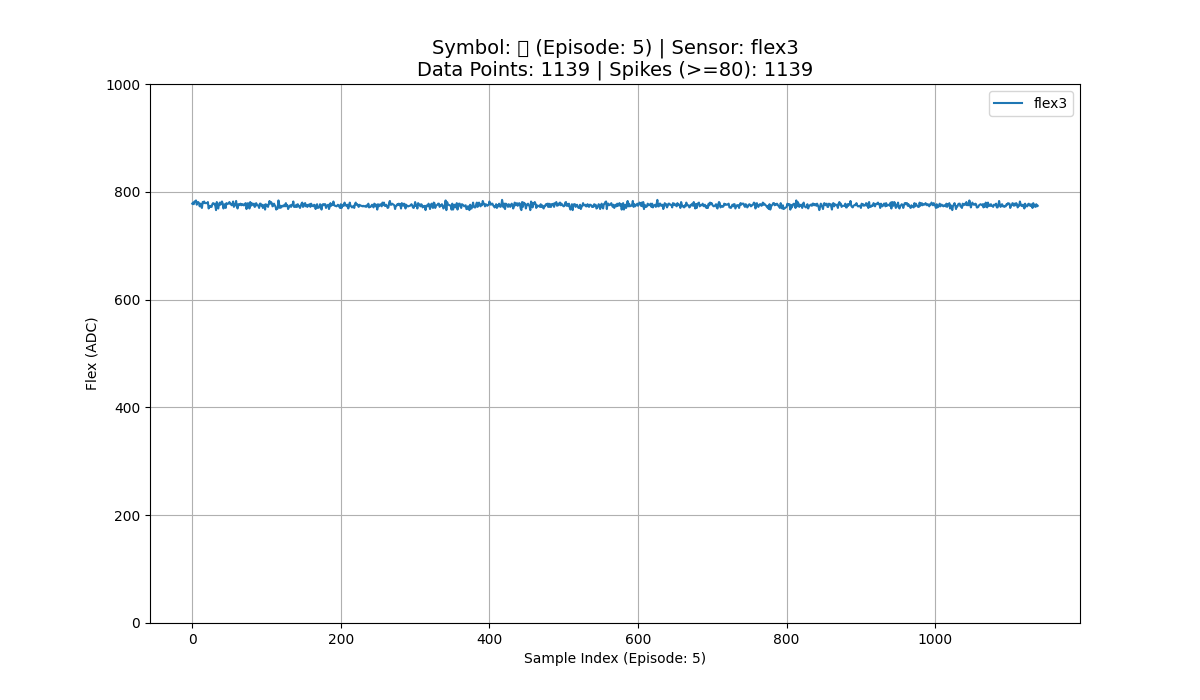 Symbol: (Episode: 5) | Sensor: flex3
Data Points: 1139 | Spikes (>=80): 1139
flex3
1000
800
600
400
200
0
Flex (ADC)
0 200 400 600 800 1000
Sample Index (Episode: 5)